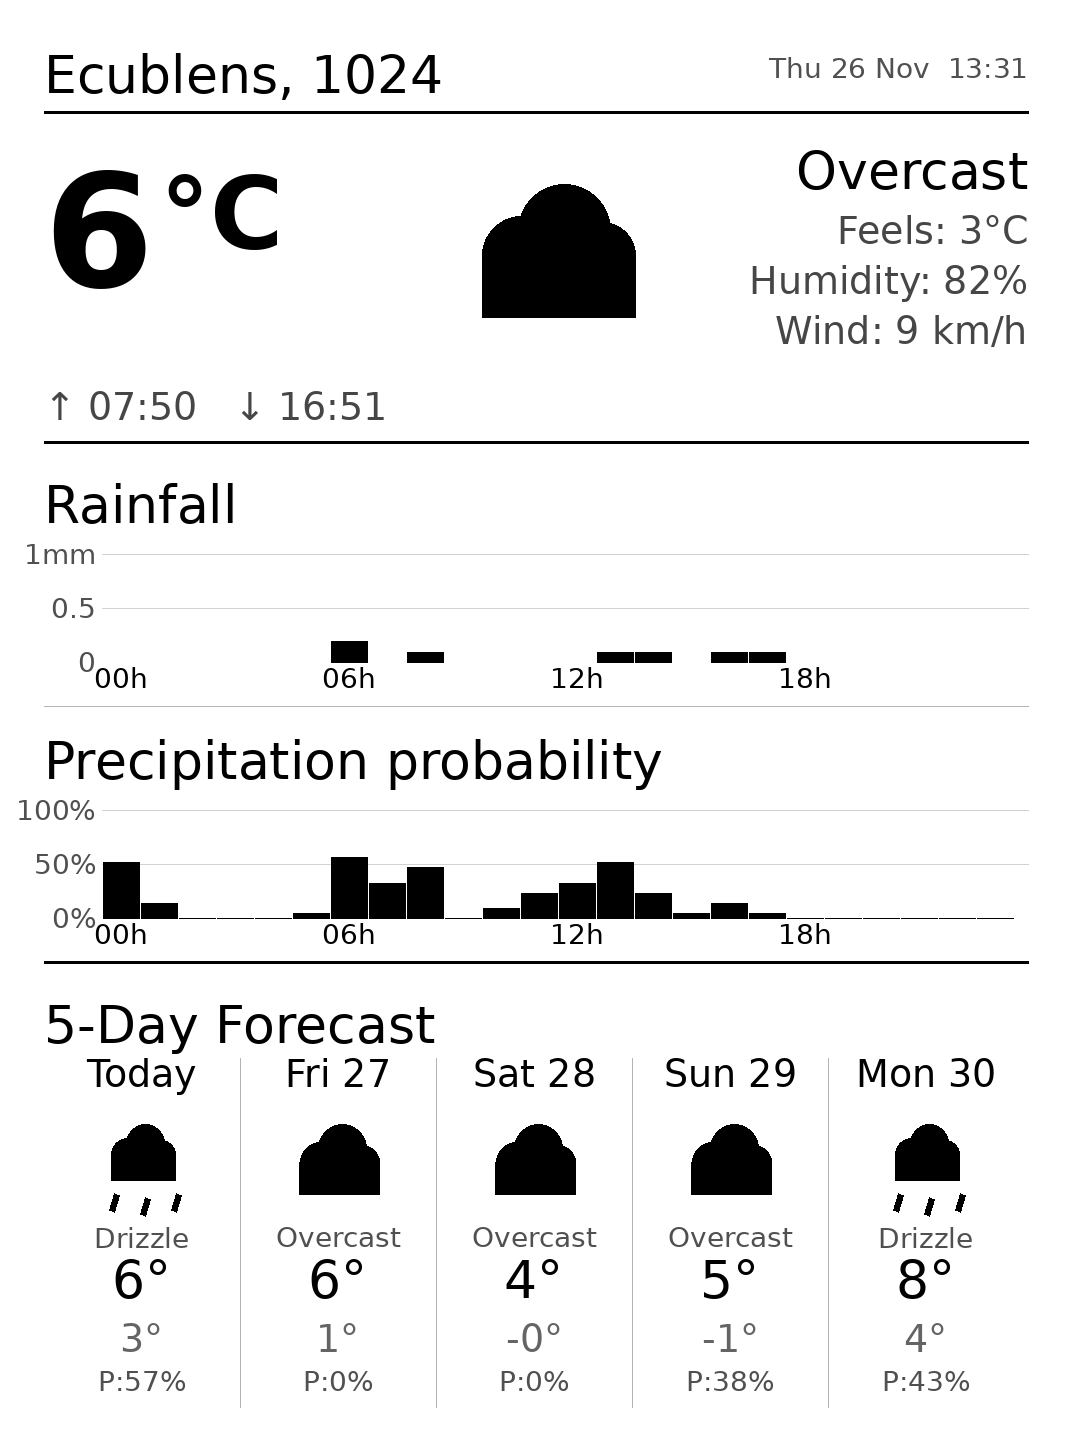 Ecublens, 1024
Thu 26 Nov  13:31
6°C
Overcast
Feels: 3°C
Humidity: 82%
Wind: 9 km/h
↑ 07:50   ↓ 16:51
Rainfall
1mm
0.5
0
00h 06h 12h 18h
Precipitation probability
100%
50%
0%
00h 06h 12h 18h
5-Day Forecast
Today Fri 27 Sat 28 Sun 29 Mon 30
Drizzle Overcast Overcast Overcast Drizzle
6° 6° 4° 5° 8°
3° 1° -0° -1° 4°
P:57% P:0% P:0% P:38% P:43%